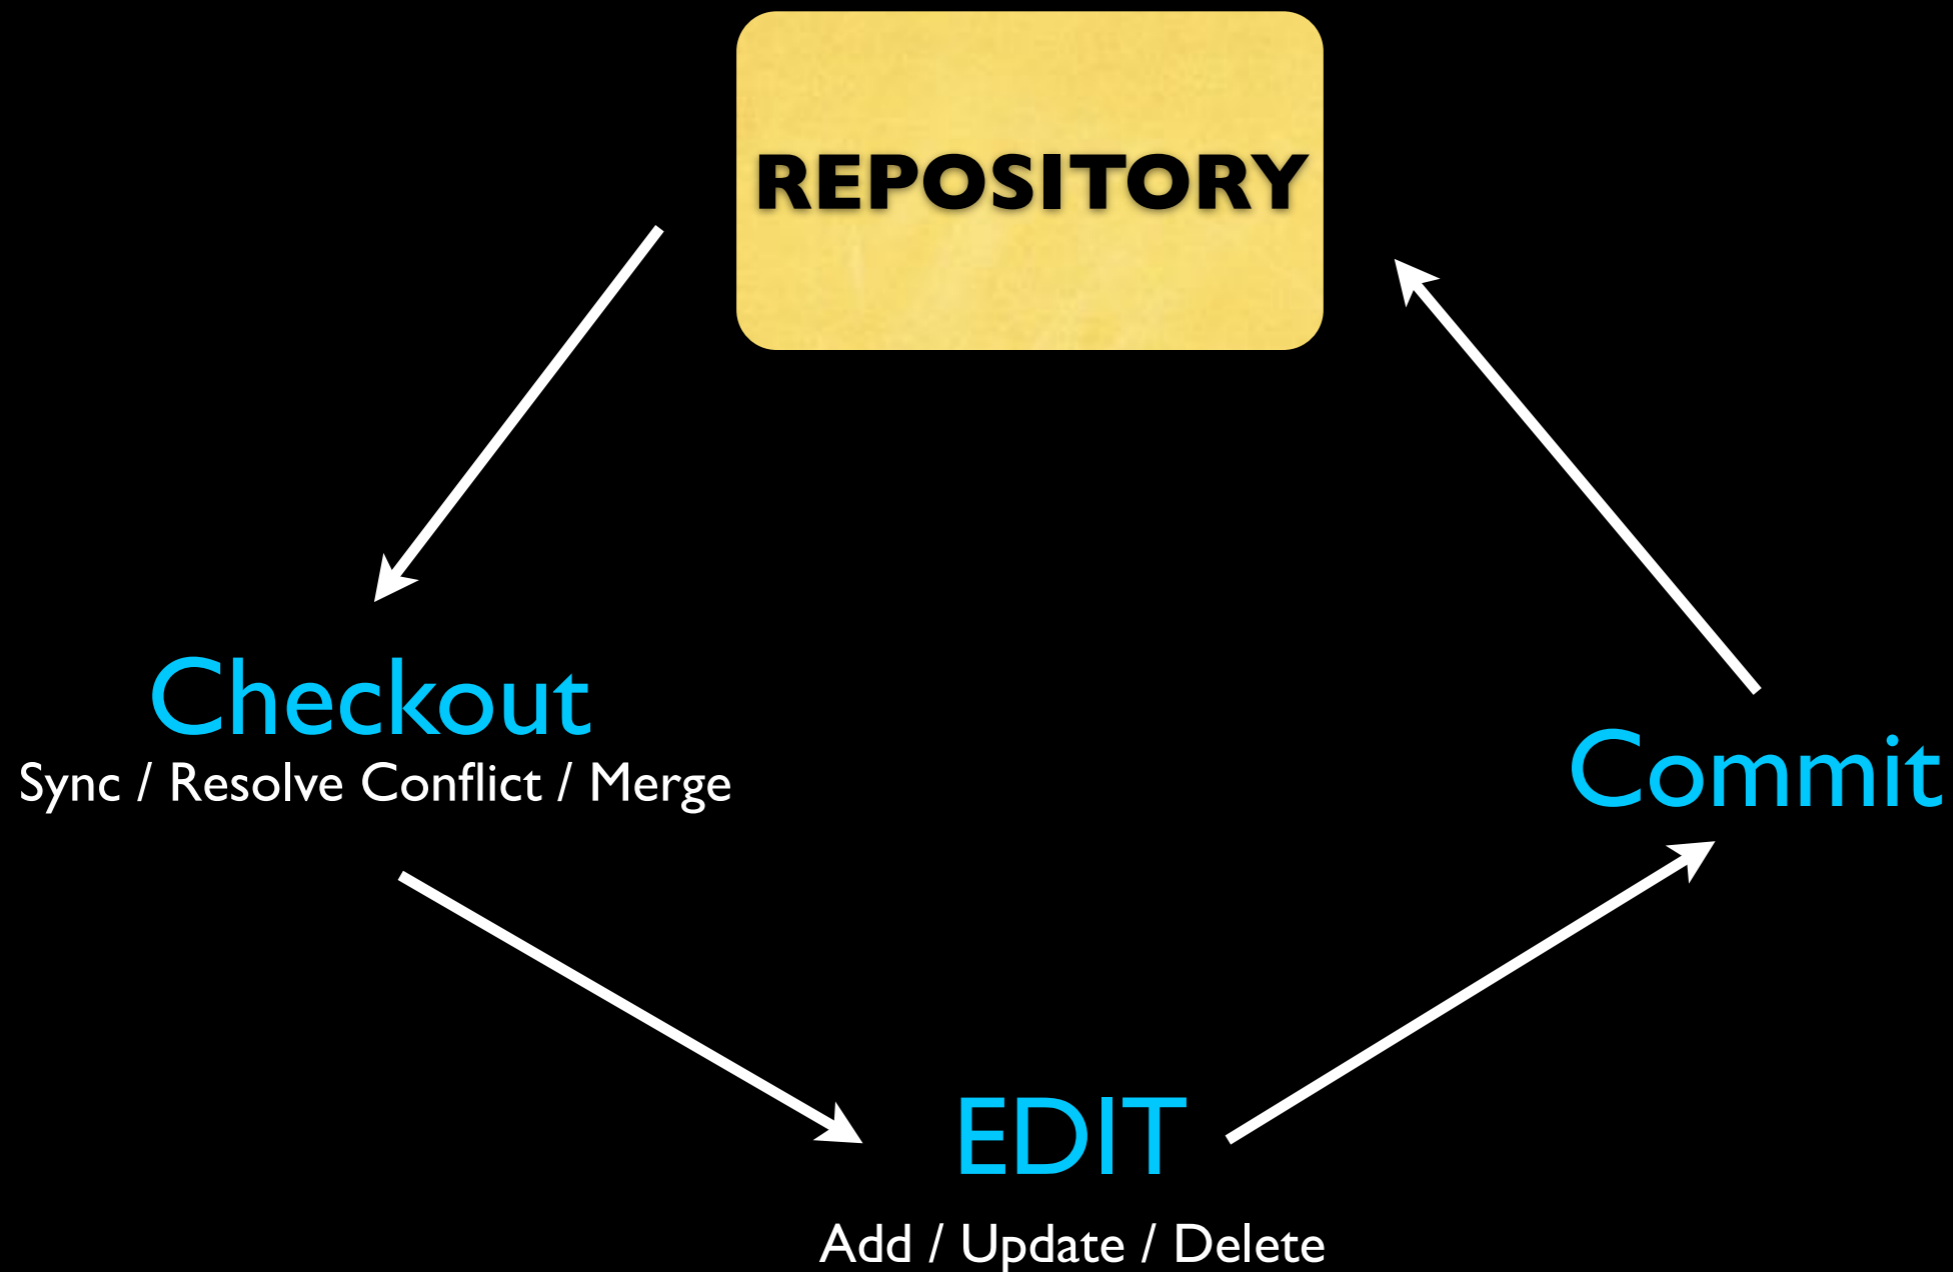 REPOSITORY
Checkout
Sync / Resolve Conflict / Merge
Commit
EDIT
Add / Update / Delete